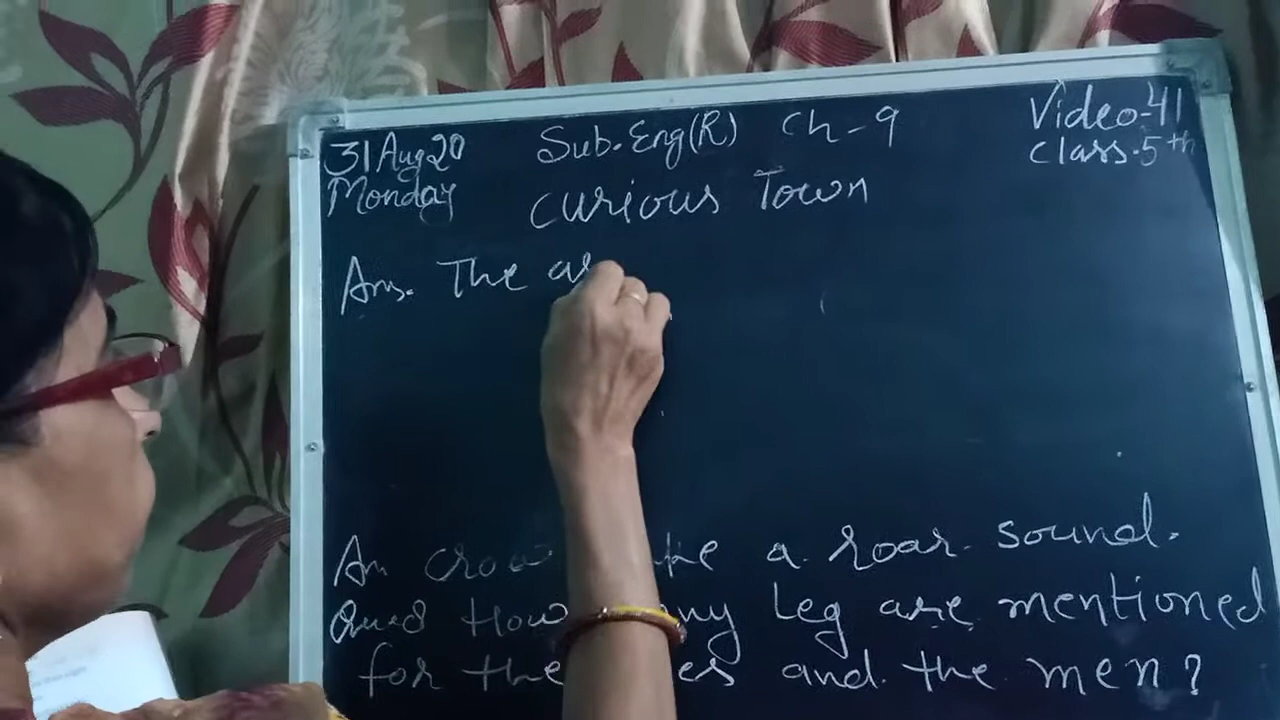 31 Aug 20 Sub. Eng(R) Ch-9 Video-41
Monday Curious Town Class.5th
Ans. The
An crow a roar sound.
How Leg are mentioned
for the and the men?